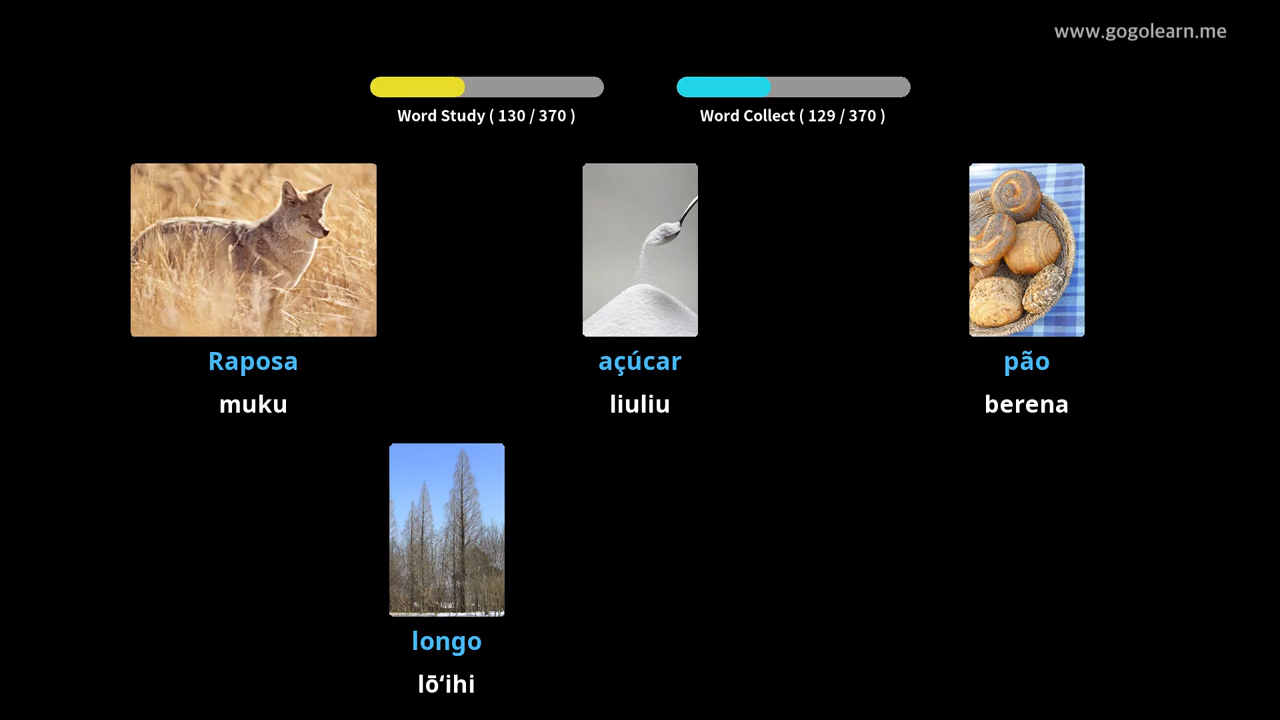 www.gogolearn.me
Word Study ( 130 / 370 )
Word Collect ( 129 / 370 )
Raposa
açúcar
pão
muku
liuliu
berena
longo
lōʻihi